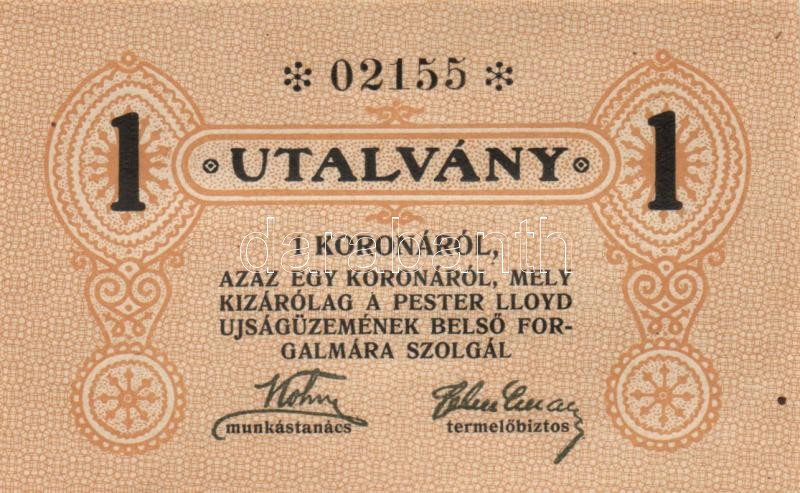 * 02155 *
1 UTALVÁNY 1
1 KORONÁRÓL,
AZAZ EGY KORONÁRÓL, MELY
KIZÁRÓLAG A PESTER LLOYD
UJSÁGÜZEMÉNEK BELSŐ FOR-
GALMÁRA SZOLGÁL
munkástanács termelőbiztos
darabanth